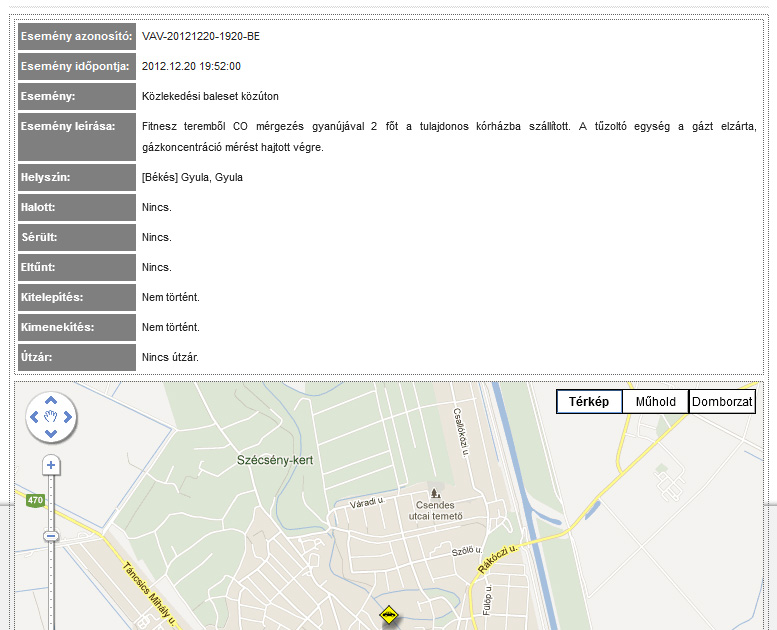 Esemény azonosító: VAV-20121220-1920-BE
Esemény időpontja: 2012.12.20 19:52:00
Esemény: Közlekedési baleset közúton
Esemény leírása: Fitnesz teremből CO mérgezés gyanújával 2 főt a tulajdonos kórházba szállított. A tűzoltó egység a gázt elzárta,
gázkoncentráció mérést hajtott végre.
Helyszín: [Békés] Gyula, Gyula
Halott: Nincs.
Sérült: Nincs.
Eltűnt: Nincs.
Kitelepítés: Nem történt.
Kimenekítés: Nem történt.
Útzár: Nincs útzár.
Térkép Műhold Domborzat
Csallóközi u.
Szécsény-kert
470
Váradi u.
Csendes
utcai temető
Szőlő u.
Rákóczi u.
Táncsics Mihály u.
Fülöp u.